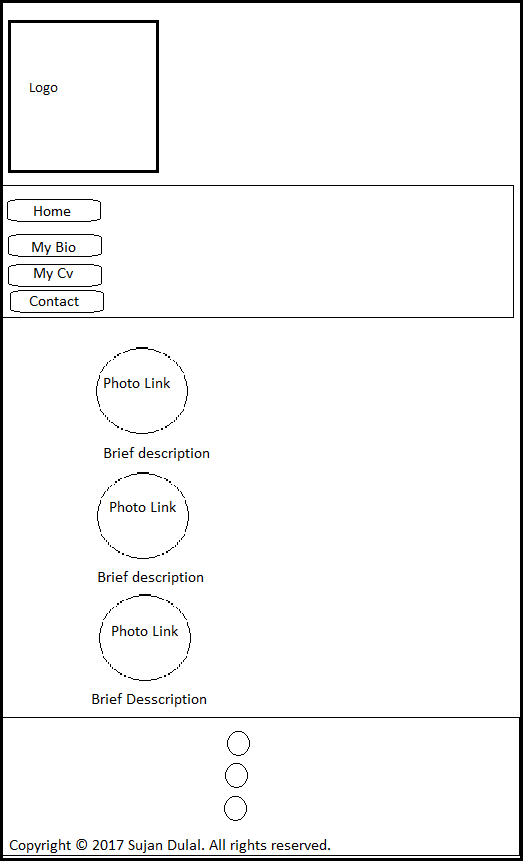 Logo
Home
My Bio
My Cv
Contact
Photo Link
Brief description
Photo Link
Brief description
Photo Link
Brief Desscription
Copyright © 2017 Sujan Dulal. All rights reserved.